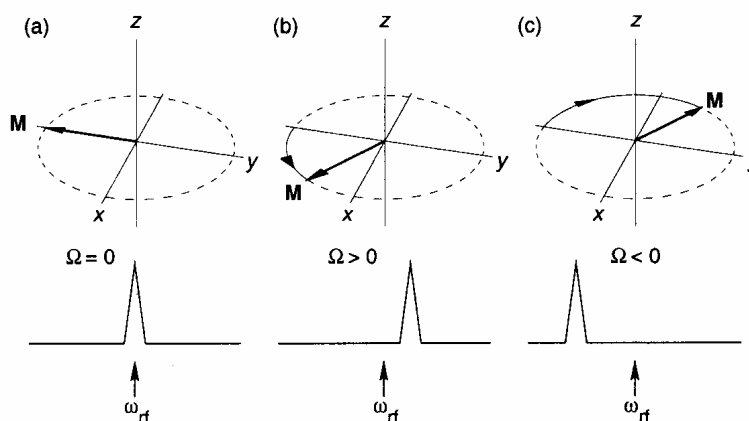 (a) z (b) z (c) z
M y x
M y x
M x
Ω = 0 Ω > 0 Ω < 0
ω_rf ω_rf ω_rf